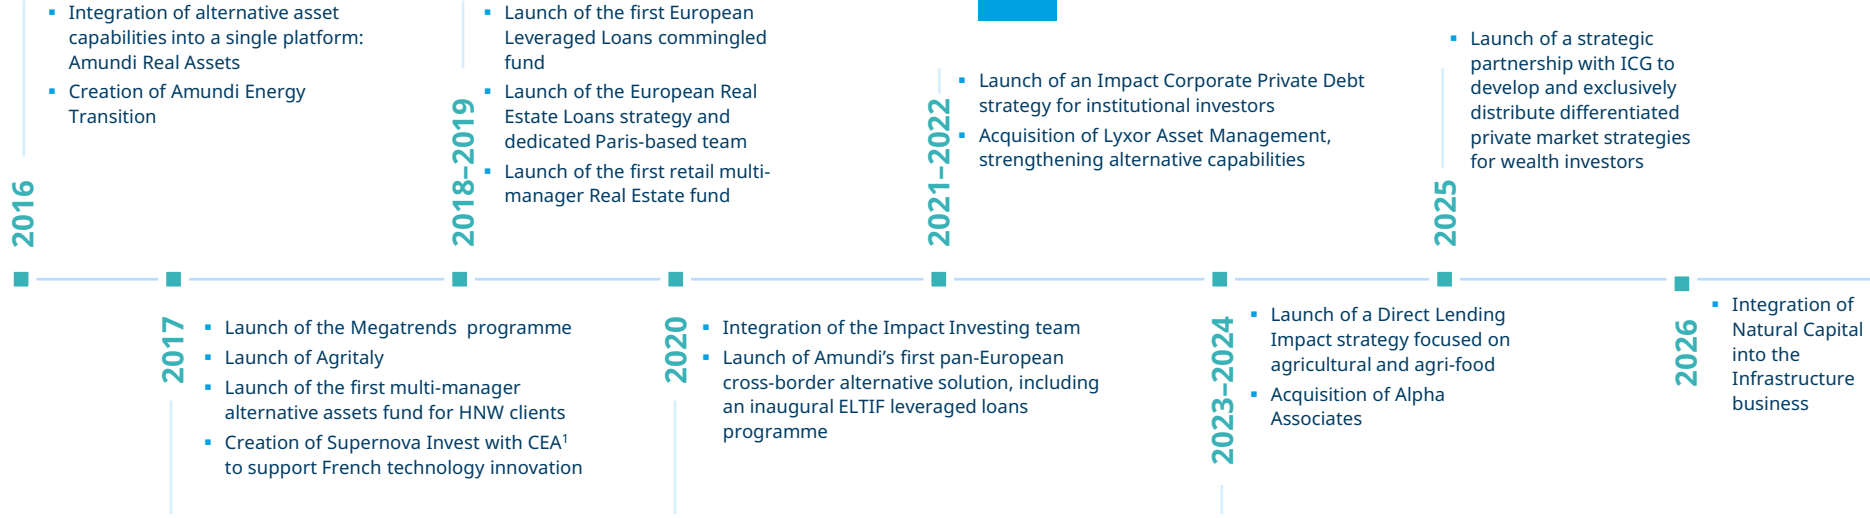 ▪ Integration of alternative asset
capabilities into a single platform:
Amundi Real Assets
▪ Creation of Amundi Energy
Transition
2016
▪ Launch of the first European
Leveraged Loans commingled
fund
▪ Launch of the European Real
Estate Loans strategy and
dedicated Paris-based team
▪ Launch of the first retail multi-
manager Real Estate fund
2018–2019
▪ Launch of an Impact Corporate Private Debt
strategy for institutional investors
▪ Acquisition of Lyxor Asset Management,
strengthening alternative capabilities
2021–2022
▪ Launch of a strategic
partnership with ICG to
develop and exclusively
distribute differentiated
private market strategies
for wealth investors
2025
2017
▪ Launch of the Megatrends  programme
▪ Launch of Agritaly
▪ Launch of the first multi-manager
alternative assets fund for HNW clients
▪ Creation of Supernova Invest with CEA¹
to support French technology innovation
2020
▪ Integration of the Impact Investing team
▪ Launch of Amundi’s first pan-European
cross-border alternative solution, including
an inaugural ELTIF leveraged loans
programme
2023–2024
▪ Launch of a Direct Lending
Impact strategy focused on
agricultural and agri-food
▪ Acquisition of Alpha
Associates
2026
▪ Integration of
Natural Capital
into the
Infrastructure
business